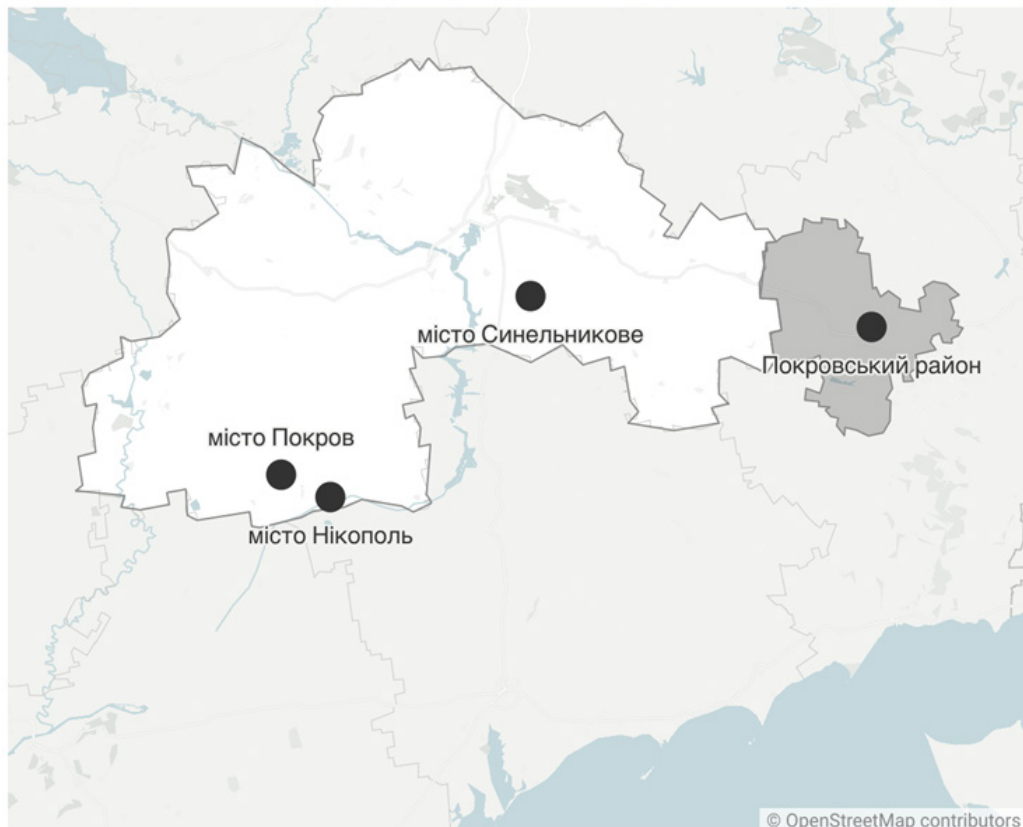 місто Синельникове
Покровський район
місто Покров
місто Нікополь
© OpenStreetMap contributors